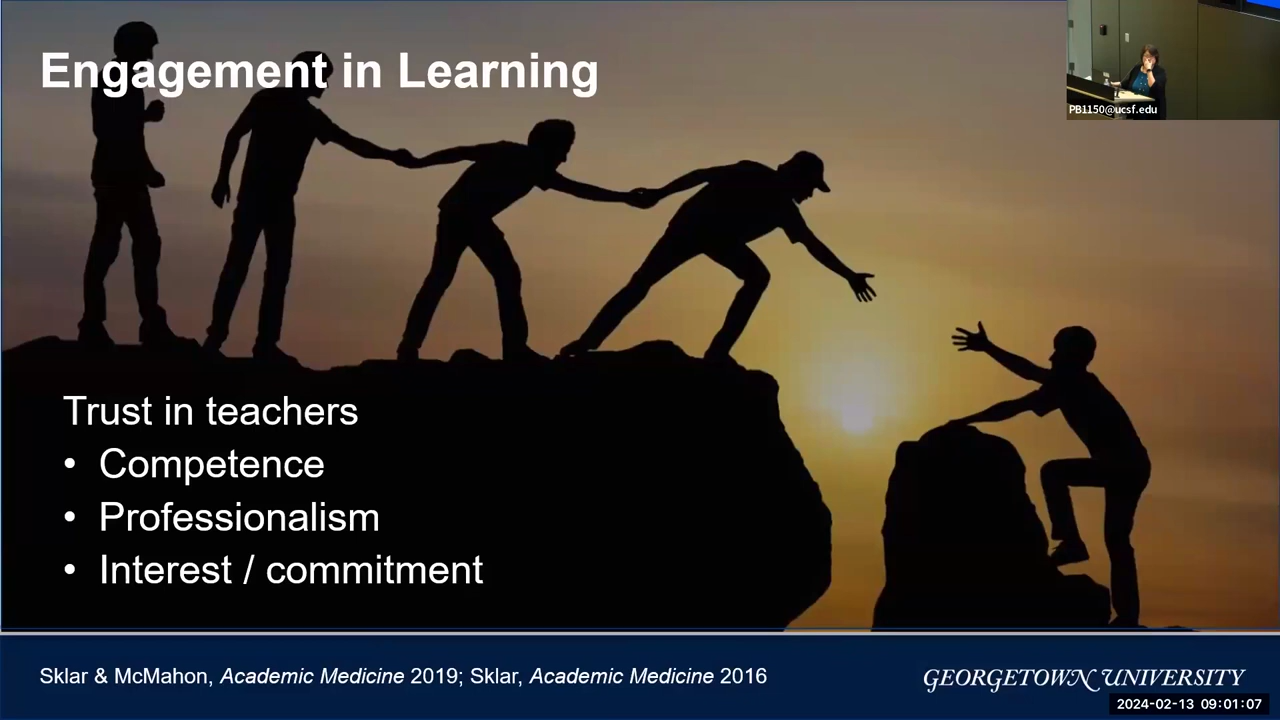 Engagement in Learning
PB1150@ucsf.edu
Trust in teachers
• Competence
• Professionalism
• Interest / commitment
Sklar & McMahon, Academic Medicine 2019; Sklar, Academic Medicine 2016
GEORGETOWN UNIVERSITY
2024-02-13 09:01:07